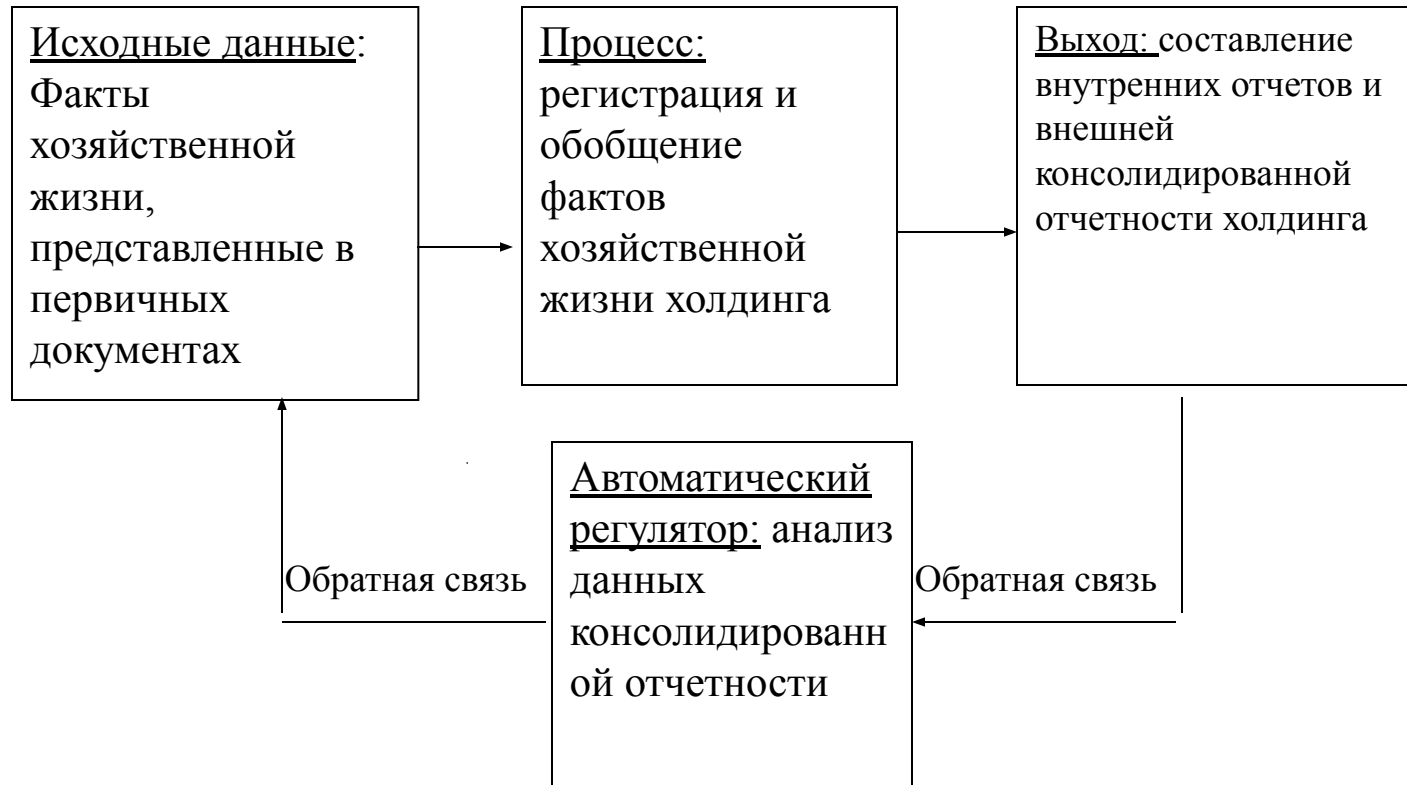 Исходные данные:
Факты
хозяйственной
жизни,
представленные в
первичных
документах
Процесс:
регистрация и
обобщение
фактов
хозяйственной
жизни холдинга
Выход: составление
внутренних отчетов и
внешней
консолидированной
отчетности холдинга
Автоматический
регулятор: анализ
данных
консолидированн
ой отчетности
Обратная связь
Обратная связь